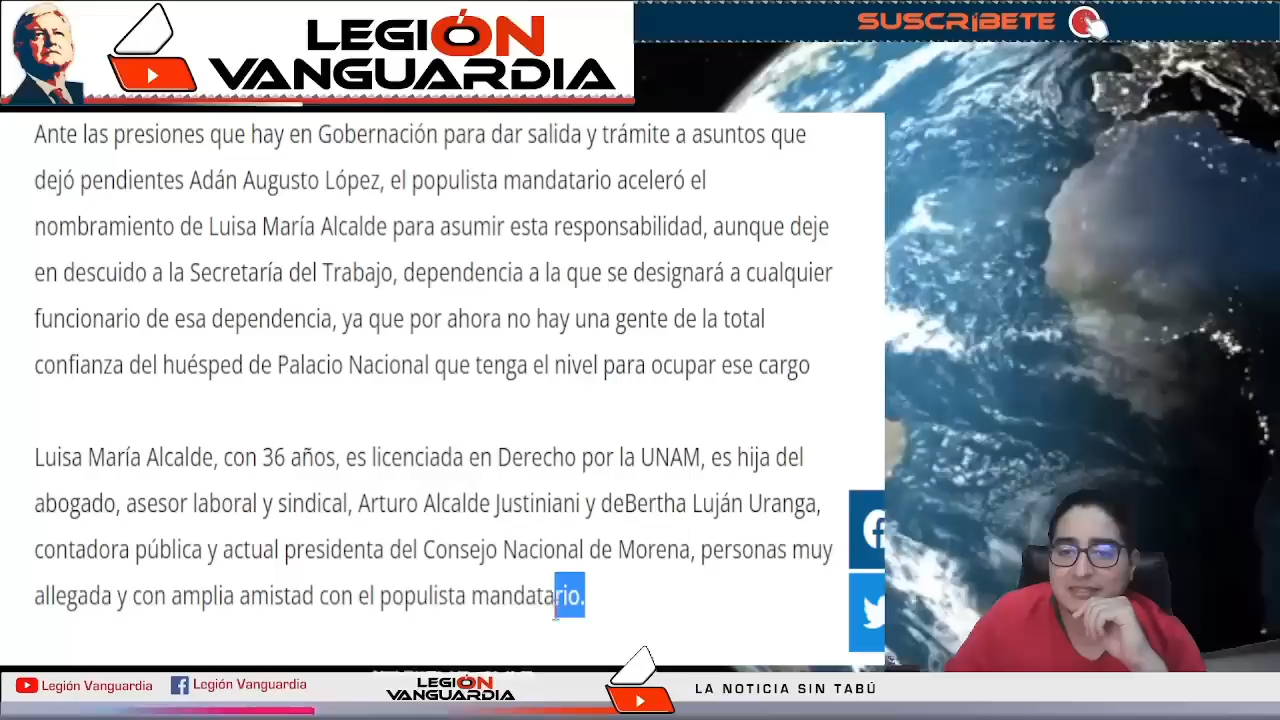 LEGIÓN
VANGUARDIA
SUSCRÍBETE
Ante las presiones que hay en Gobernación para dar salida y trámite a asuntos que
dejó pendientes Adán Augusto López, el populista mandatario aceleró el
nombramiento de Luisa María Alcalde para asumir esta responsabilidad, aunque deje
en descuido a la Secretaría del Trabajo, dependencia a la que se designará a cualquier
funcionario de esa dependencia, ya que por ahora no hay una gente de la total
confianza del huésped de Palacio Nacional que tenga el nivel para ocupar ese cargo
Luisa María Alcalde, con 36 años, es licenciada en Derecho por la UNAM, es hija del
abogado, asesor laboral y sindical, Arturo Alcalde Justiniani y deBertha Luján Uranga,
contadora pública y actual presidenta del Consejo Nacional de Morena, personas muy
allegada y con amplia amistad con el populista mandatario.
Legión Vanguardia
Legión Vanguardia
LEGIÓN
VANGUARDIA
LA NOTICIA SIN TABÚ